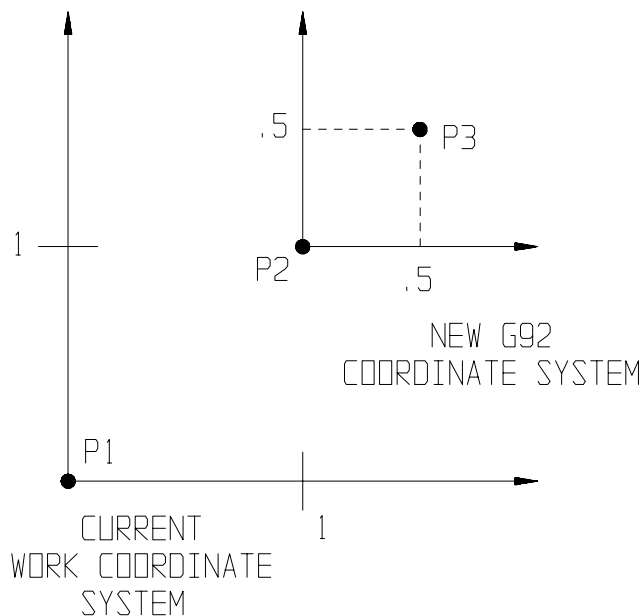 .5
P3
1
P2
.5
NEW G92
COORDINATE SYSTEM
P1
1
CURRENT
WORK COORDINATE
SYSTEM